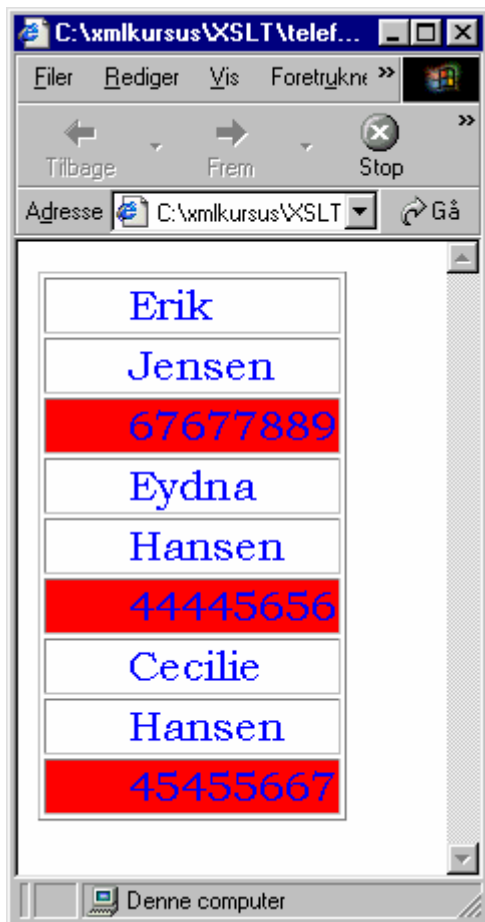 C:\xmlkursus\XSLT\telef...
Filer Rediger Vis Foretrukne »
Tilbage Frem Stop »
Adresse C:\xmlkursus\XSLT Gå
Erik
Jensen
67677889
Eydna
Hansen
44445656
Cecilie
Hansen
45455667
Denne computer